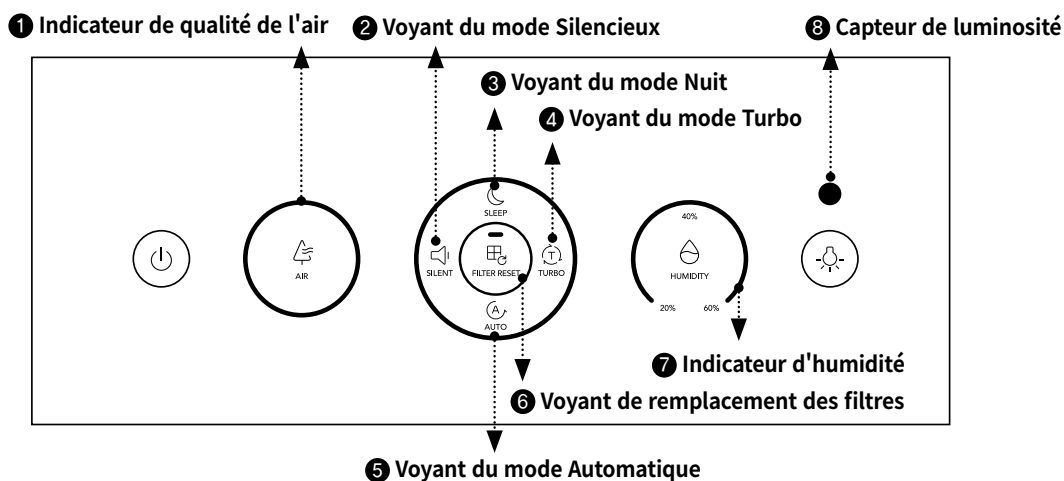 ❶ Indicateur de qualité de l'air
❷ Voyant du mode Silencieux
❽ Capteur de luminosité
❸ Voyant du mode Nuit
❹ Voyant du mode Turbo
SLEEP
40%
AIR
SILENT
FILTER RESET
TURBO
HUMIDITY
20%
60%
AUTO
❼ Indicateur d'humidité
❻ Voyant de remplacement des filtres
❺ Voyant du mode Automatique